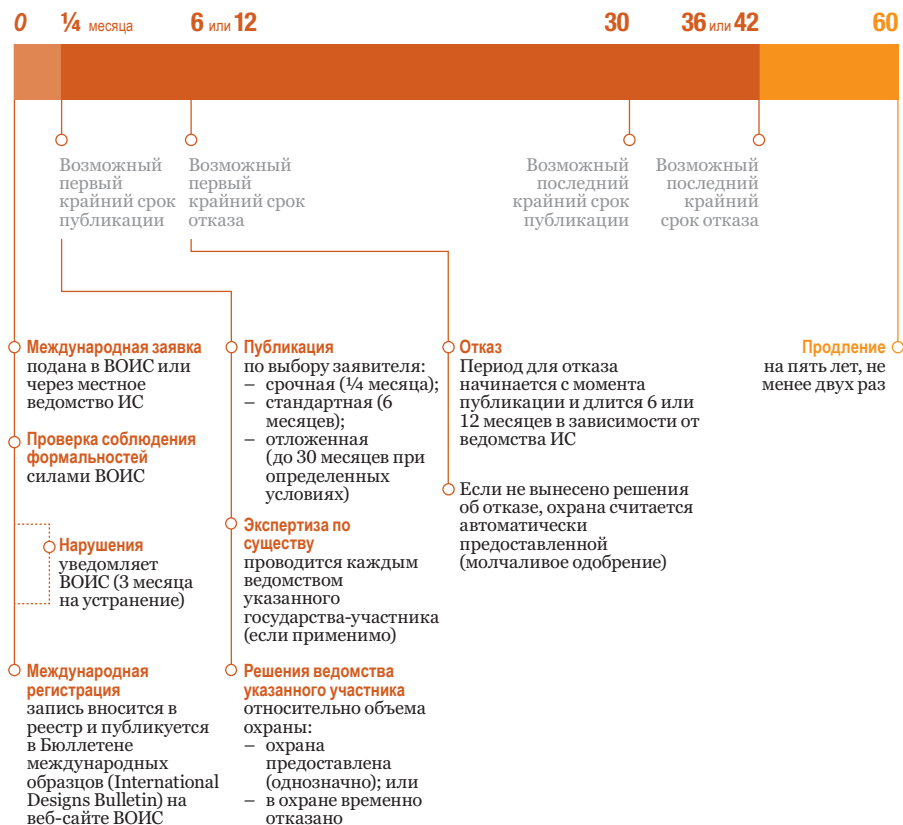 0
¼ месяца
6 или 12
30
36 или 42
60
Возможный
первый
крайний срок
публикации
Возможный
первый
крайний срок
отказа
Возможный
последний
крайний срок
публикации
Возможный
последний
крайний
срок отказа
Международная заявка
подана в ВОИС или
через местное
ведомство ИС
Проверка соблюдения
формальностей
силами ВОИС
Нарушения
уведомляет
ВОИС (3 месяца
на устранение)
Международная
регистрация
запись вносится в
реестр и публикуется
в Бюллетене
международных
образцов (International
Designs Bulletin) на
веб-сайте ВОИС
Публикация
по выбору заявителя:
– срочная (¼ месяца);
– стандартная (6
месяцев);
– отложенная
(до 30 месяцев при
определенных
условиях)
Экспертиза по
существу
проводится каждым
ведомством
указанного
государства-участника
(если применимо)
Решения ведомства
указанного участника
относительно объема
охраны:
– охрана
предоставлена
(однозначно); или
– в охране временно
отказано
Отказ
Период для отказа
начинается с момента
публикации и длится 6 или
12 месяцев в зависимости от
ведомства ИС
Если не вынесено решения
об отказе, охрана считается
автоматически
предоставленной
(молчаливое одобрение)
Продление
на пять лет, не
менее двух раз